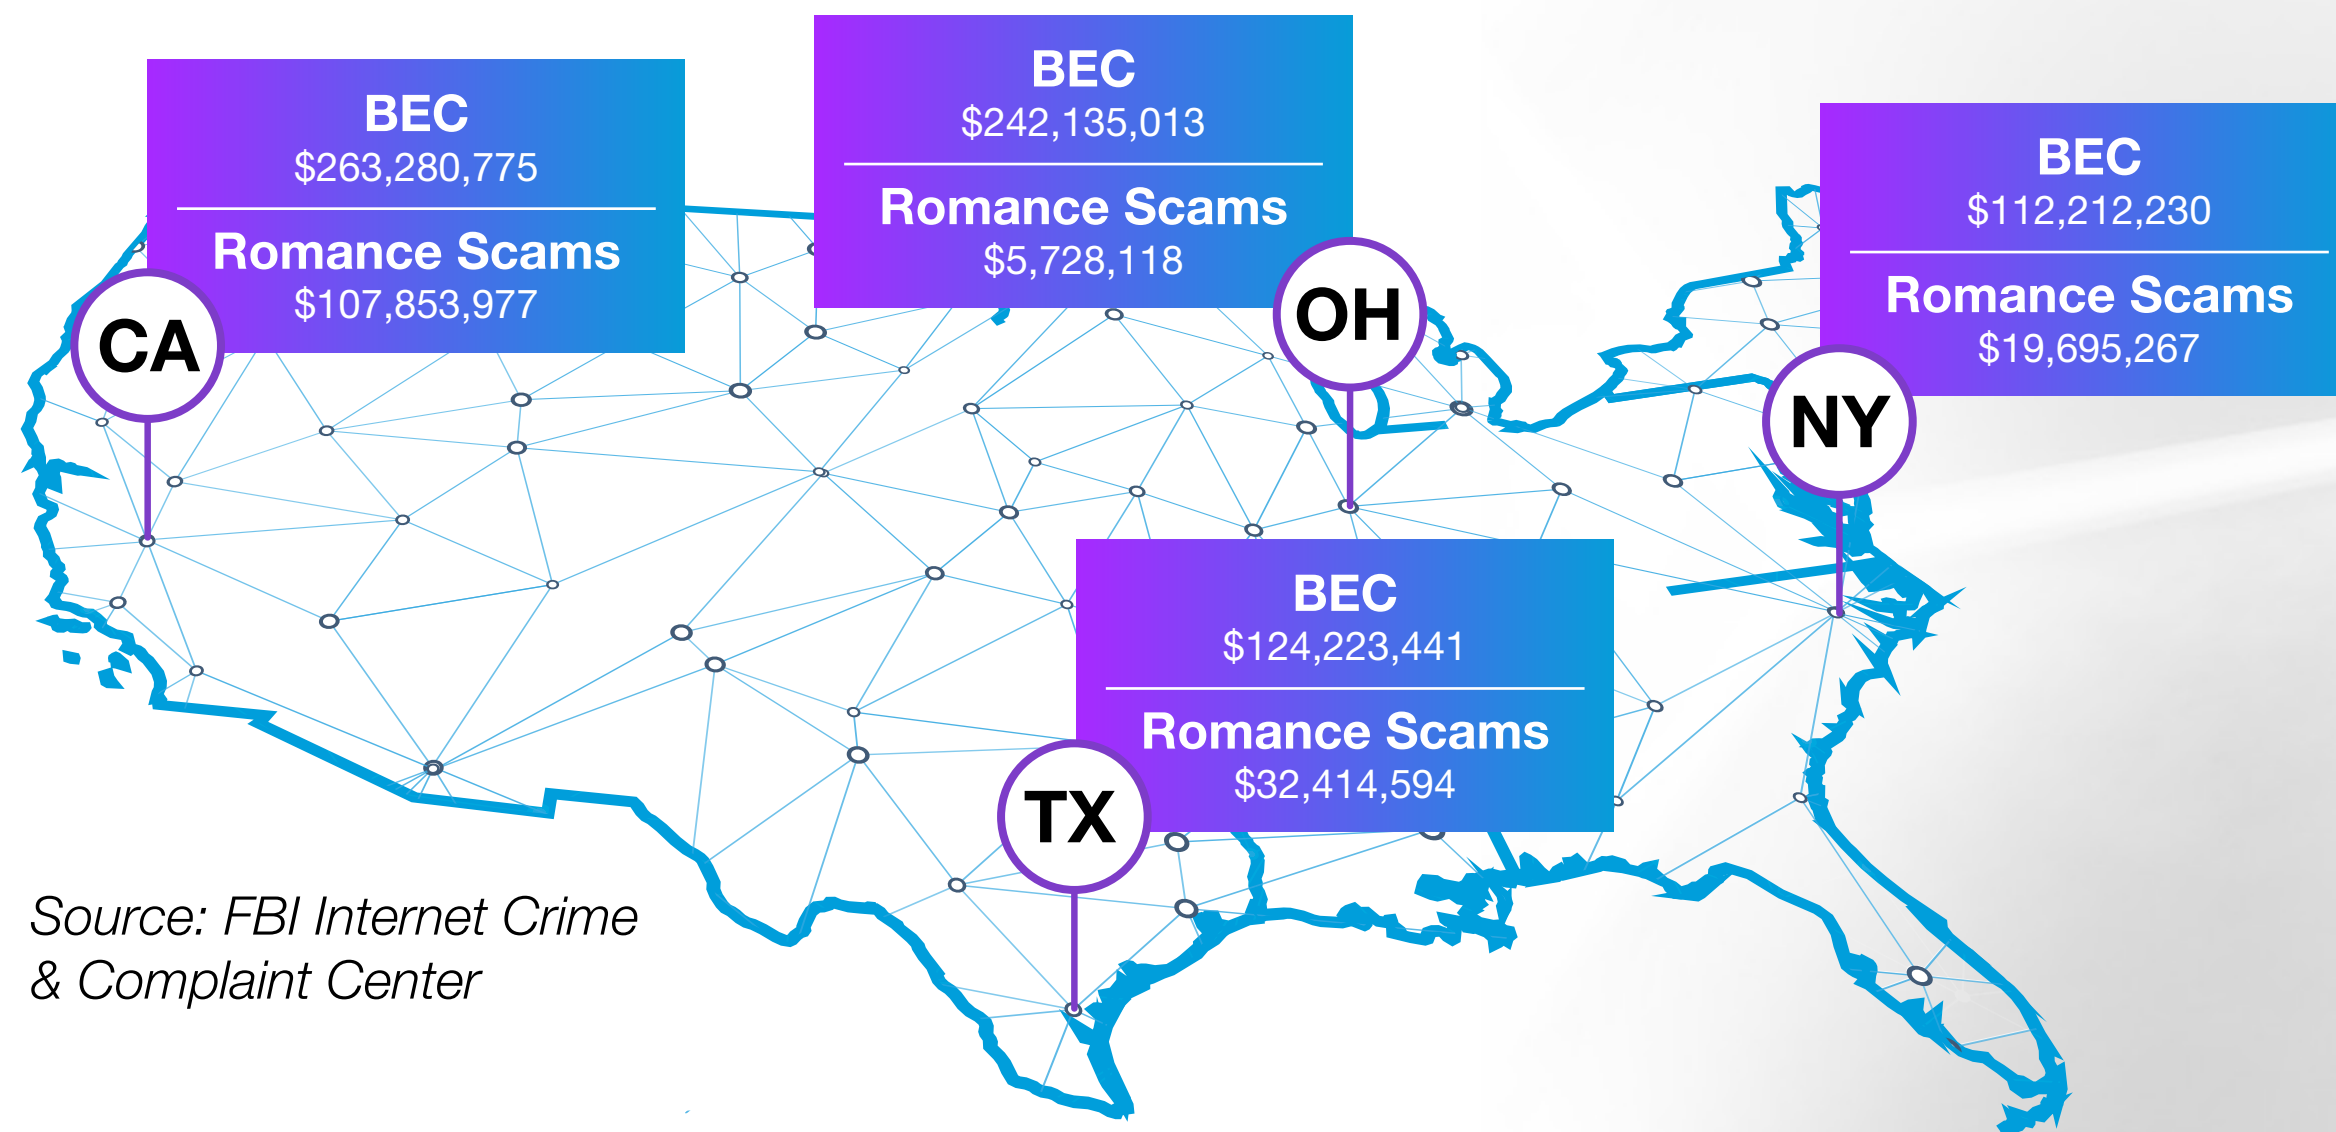 BEC
$263,280,775
Romance Scams
$107,853,977
CA
BEC
$242,135,013
Romance Scams
$5,728,118
OH
BEC
$112,212,230
Romance Scams
$19,695,267
NY
BEC
$124,223,441
Romance Scams
$32,414,594
TX
Source: FBI Internet Crime
& Complaint Center